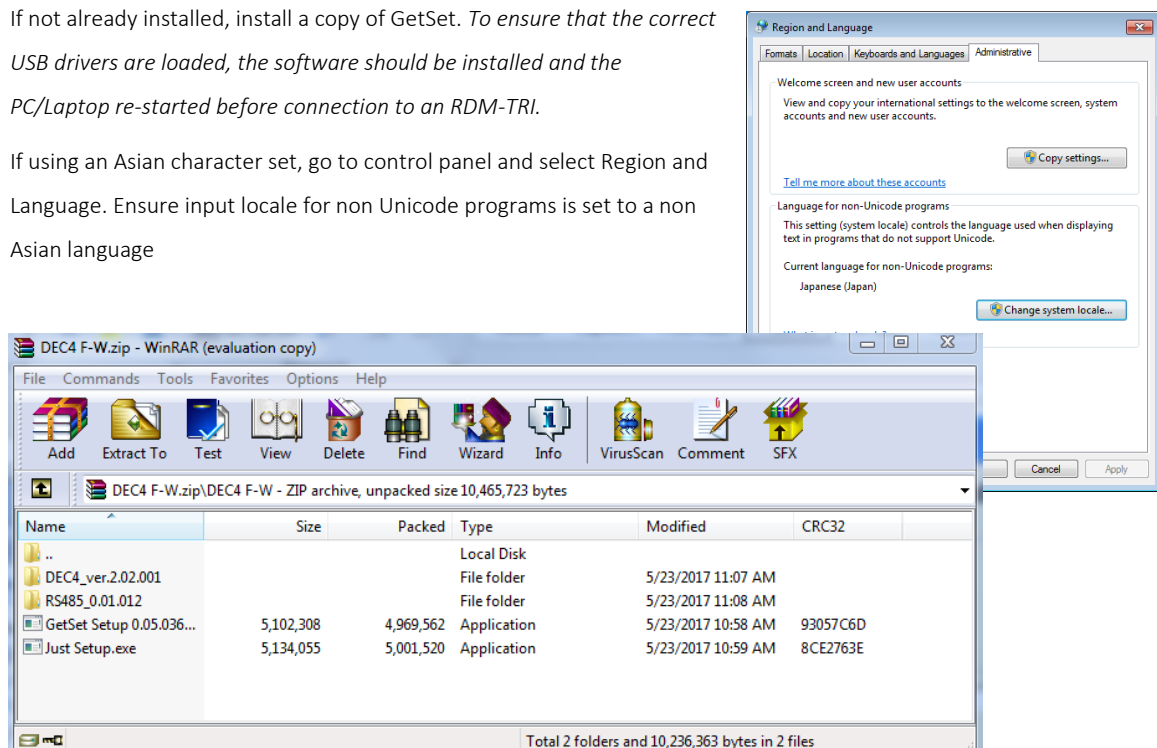 If not already installed, install a copy of GetSet. To ensure that the correct
USB drivers are loaded, the software should be installed and the
PC/Laptop re-started before connection to an RDM-TRI.
If using an Asian character set, go to control panel and select Region and
Language. Ensure input locale for non Unicode programs is set to a non
Asian language
Region and Language
Formats Location Keyboards and Languages Administrative
Welcome screen and new user accounts
View and copy your international settings to the welcome screen, system
accounts and new user accounts.
Copy settings...
Tell me more about these accounts
Language for non-Unicode programs
This setting (system locale) controls the language used when displaying
text in programs that do not support Unicode.
Current language for non-Unicode programs:
Japanese (Japan)
Change system locale...
Cancel Apply
DEC4 F-W.zip - WinRAR (evaluation copy)
File Commands Tools Favorites Options Help
Add Extract To Test View Delete Find Wizard Info VirusScan Comment SFX
DEC4 F-W.zip\DEC4 F-W - ZIP archive, unpacked size 10,465,723 bytes
Name Size Packed Type Modified CRC32
.. Local Disk
DEC4_ver.2.02.001 File folder 5/23/2017 11:07 AM
RS485_0.01.012 File folder 5/23/2017 11:08 AM
GetSet Setup 0.05.036... 5,102,308 4,969,562 Application 5/23/2017 10:58 AM 93057C6D
Just Setup.exe 5,134,055 5,001,520 Application 5/23/2017 10:59 AM 8CE2763E
Total 2 folders and 10,236,363 bytes in 2 files